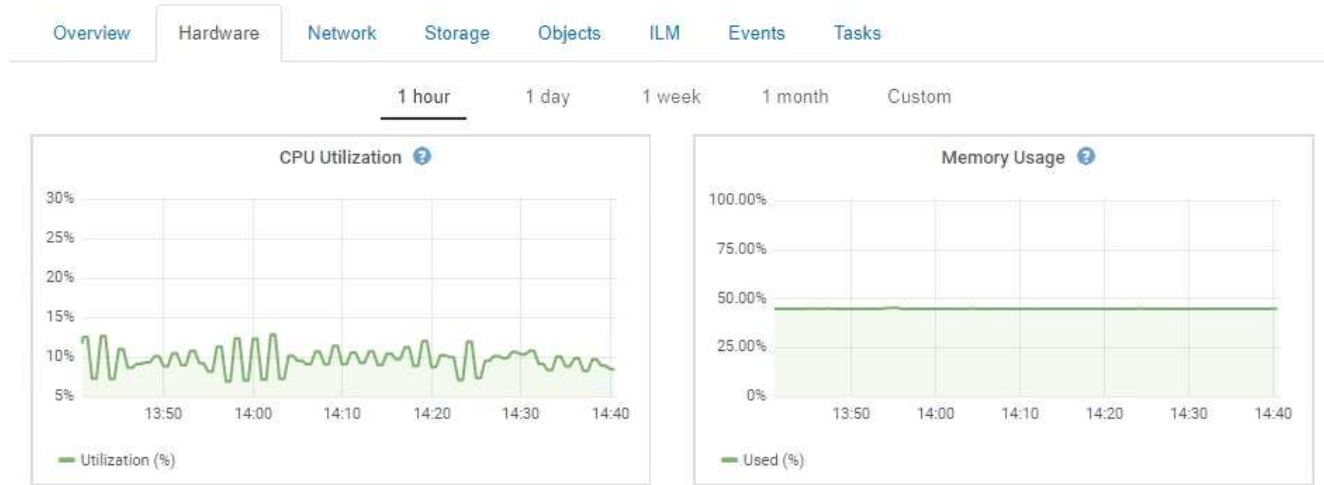 Overview Hardware Network Storage Objects ILM Events Tasks
1 hour 1 day 1 week 1 month Custom
CPU Utilization ?
30%
25%
20%
15%
10%
5%
13:50 14:00 14:10 14:20 14:30 14:40
Utilization (%)
Memory Usage ?
100.00%
75.00%
50.00%
25.00%
0%
13:50 14:00 14:10 14:20 14:30 14:40
Used (%)